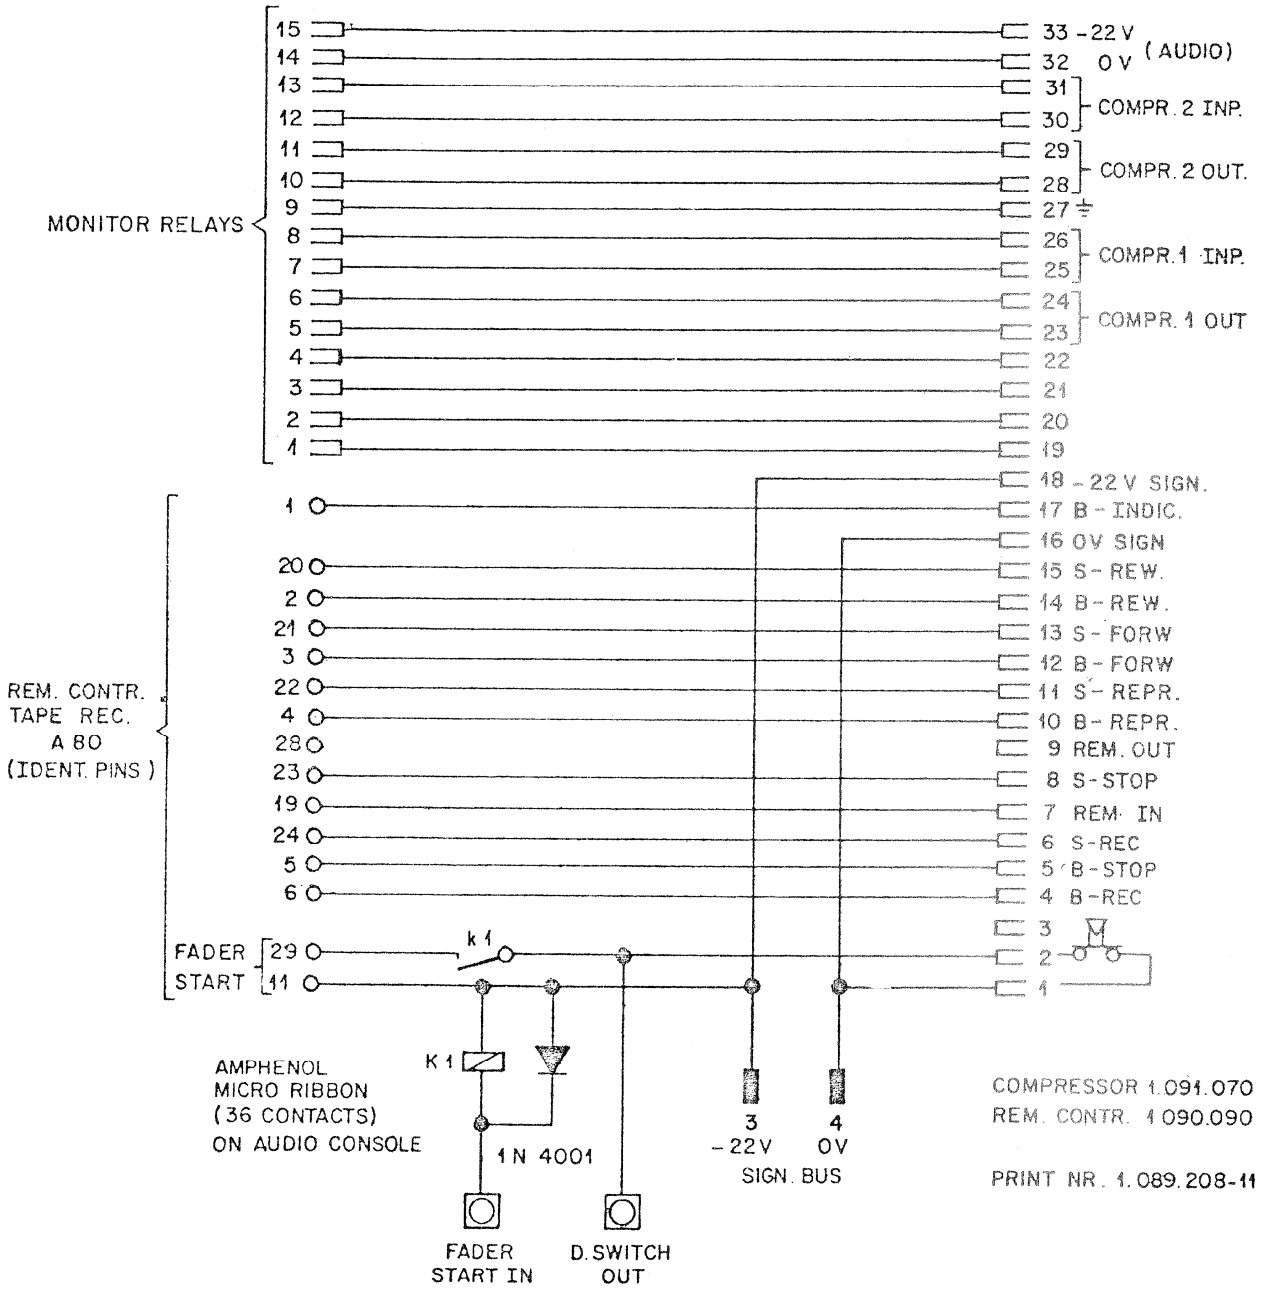 15 33 -22 V
14 32 0 V (AUDIO)
13 31
12 30 COMPR. 2 INP.
11 29
10 28 COMPR. 2 OUT.
9 27
MONITOR RELAYS
8 26
7 25 COMPR. 1 INP.
6 24
5 23 COMPR. 1 OUT
4 22
3 21
2 20
1 19
18 -22 V SIGN.
1 17 B-INDIC.
16 0V SIGN
20 15 S-REW.
2 14 B-REW.
21 13 S-FORW
3 12 B-FORW
22 11 S-REPR.
4 10 B-REPR.
28 9 REM. OUT
23 8 S-STOP
19 7 REM. IN
24 6 S-REC
5 5 B-STOP
6 4 B-REC
REM. CONTR.
TAPE REC.
A 80
(IDENT. PINS)
3
M
FADER 29 k1 2
START 11 1
K1
AMPHENOL
MICRO RIBBON
(36 CONTACTS)
ON AUDIO CONSOLE
1N 4001
3 4
-22V 0V
SIGN. BUS
COMPRESSOR 1.091.070
REM. CONTR. 1.090.090
PRINT NR. 1.089.208-11
FADER
START IN
D. SWITCH
OUT